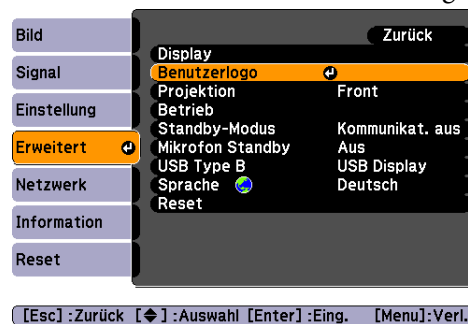 Bild
Signal
Einstellung
Erweitert
Netzwerk
Information
Reset
Zurück
Display
Benutzerlogo
Projektion Front
Betrieb
Standby-Modus Kommunikat. aus
Mikrofon Standby Aus
USB Type B USB Display
Sprache Deutsch
Reset
[Esc] :Zurück [◆] :Auswahl [Enter] :Eing. [Menu]:Verl.